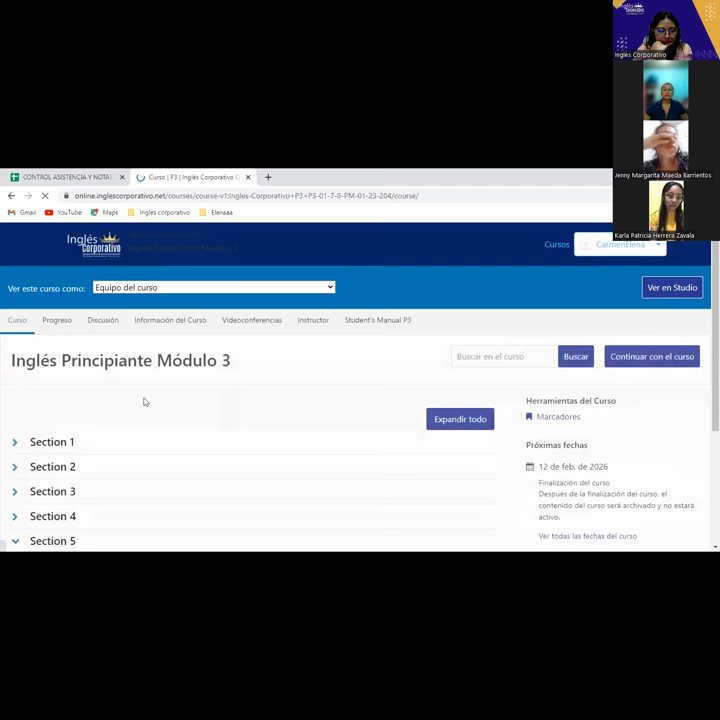 Inglés
Corporativo
Ingles Corporativo
Jenny Margarita Maeda Barrientos
Karla Patricia Herrera Zavala
CONTROL ASISTENCIA Y NOTAS
Curso | P3 | Inglés Corporativo C
online.inglescorporativo.net/courses/course-v1:Ingles-Corporativo+P3+P3-01-7-8-PM-01-23-204/course/
Gmail
YouTube
Maps
Ingles corporativo
Elenaaa
Inglés
Corporativo
Cursos
CarmenElena
Ver este curso como:
Equipo del curso
Ver en Studio
Curso
Progreso
Discusión
Información del Curso
Videoconferencias
Instructor
Student's Manual P3
Inglés Principiante Módulo 3
Buscar en el curso
Buscar
Continuar con el curso
Expandir todo
Section 1
Section 2
Section 3
Section 4
Section 5
Herramientas del Curso
Marcadores
Próximas fechas
12 de feb. de 2026
Finalización del curso
Después de la finalización del curso, el
contenido del curso será archivado y no estará
activo.
Ver todas las fechas del curso